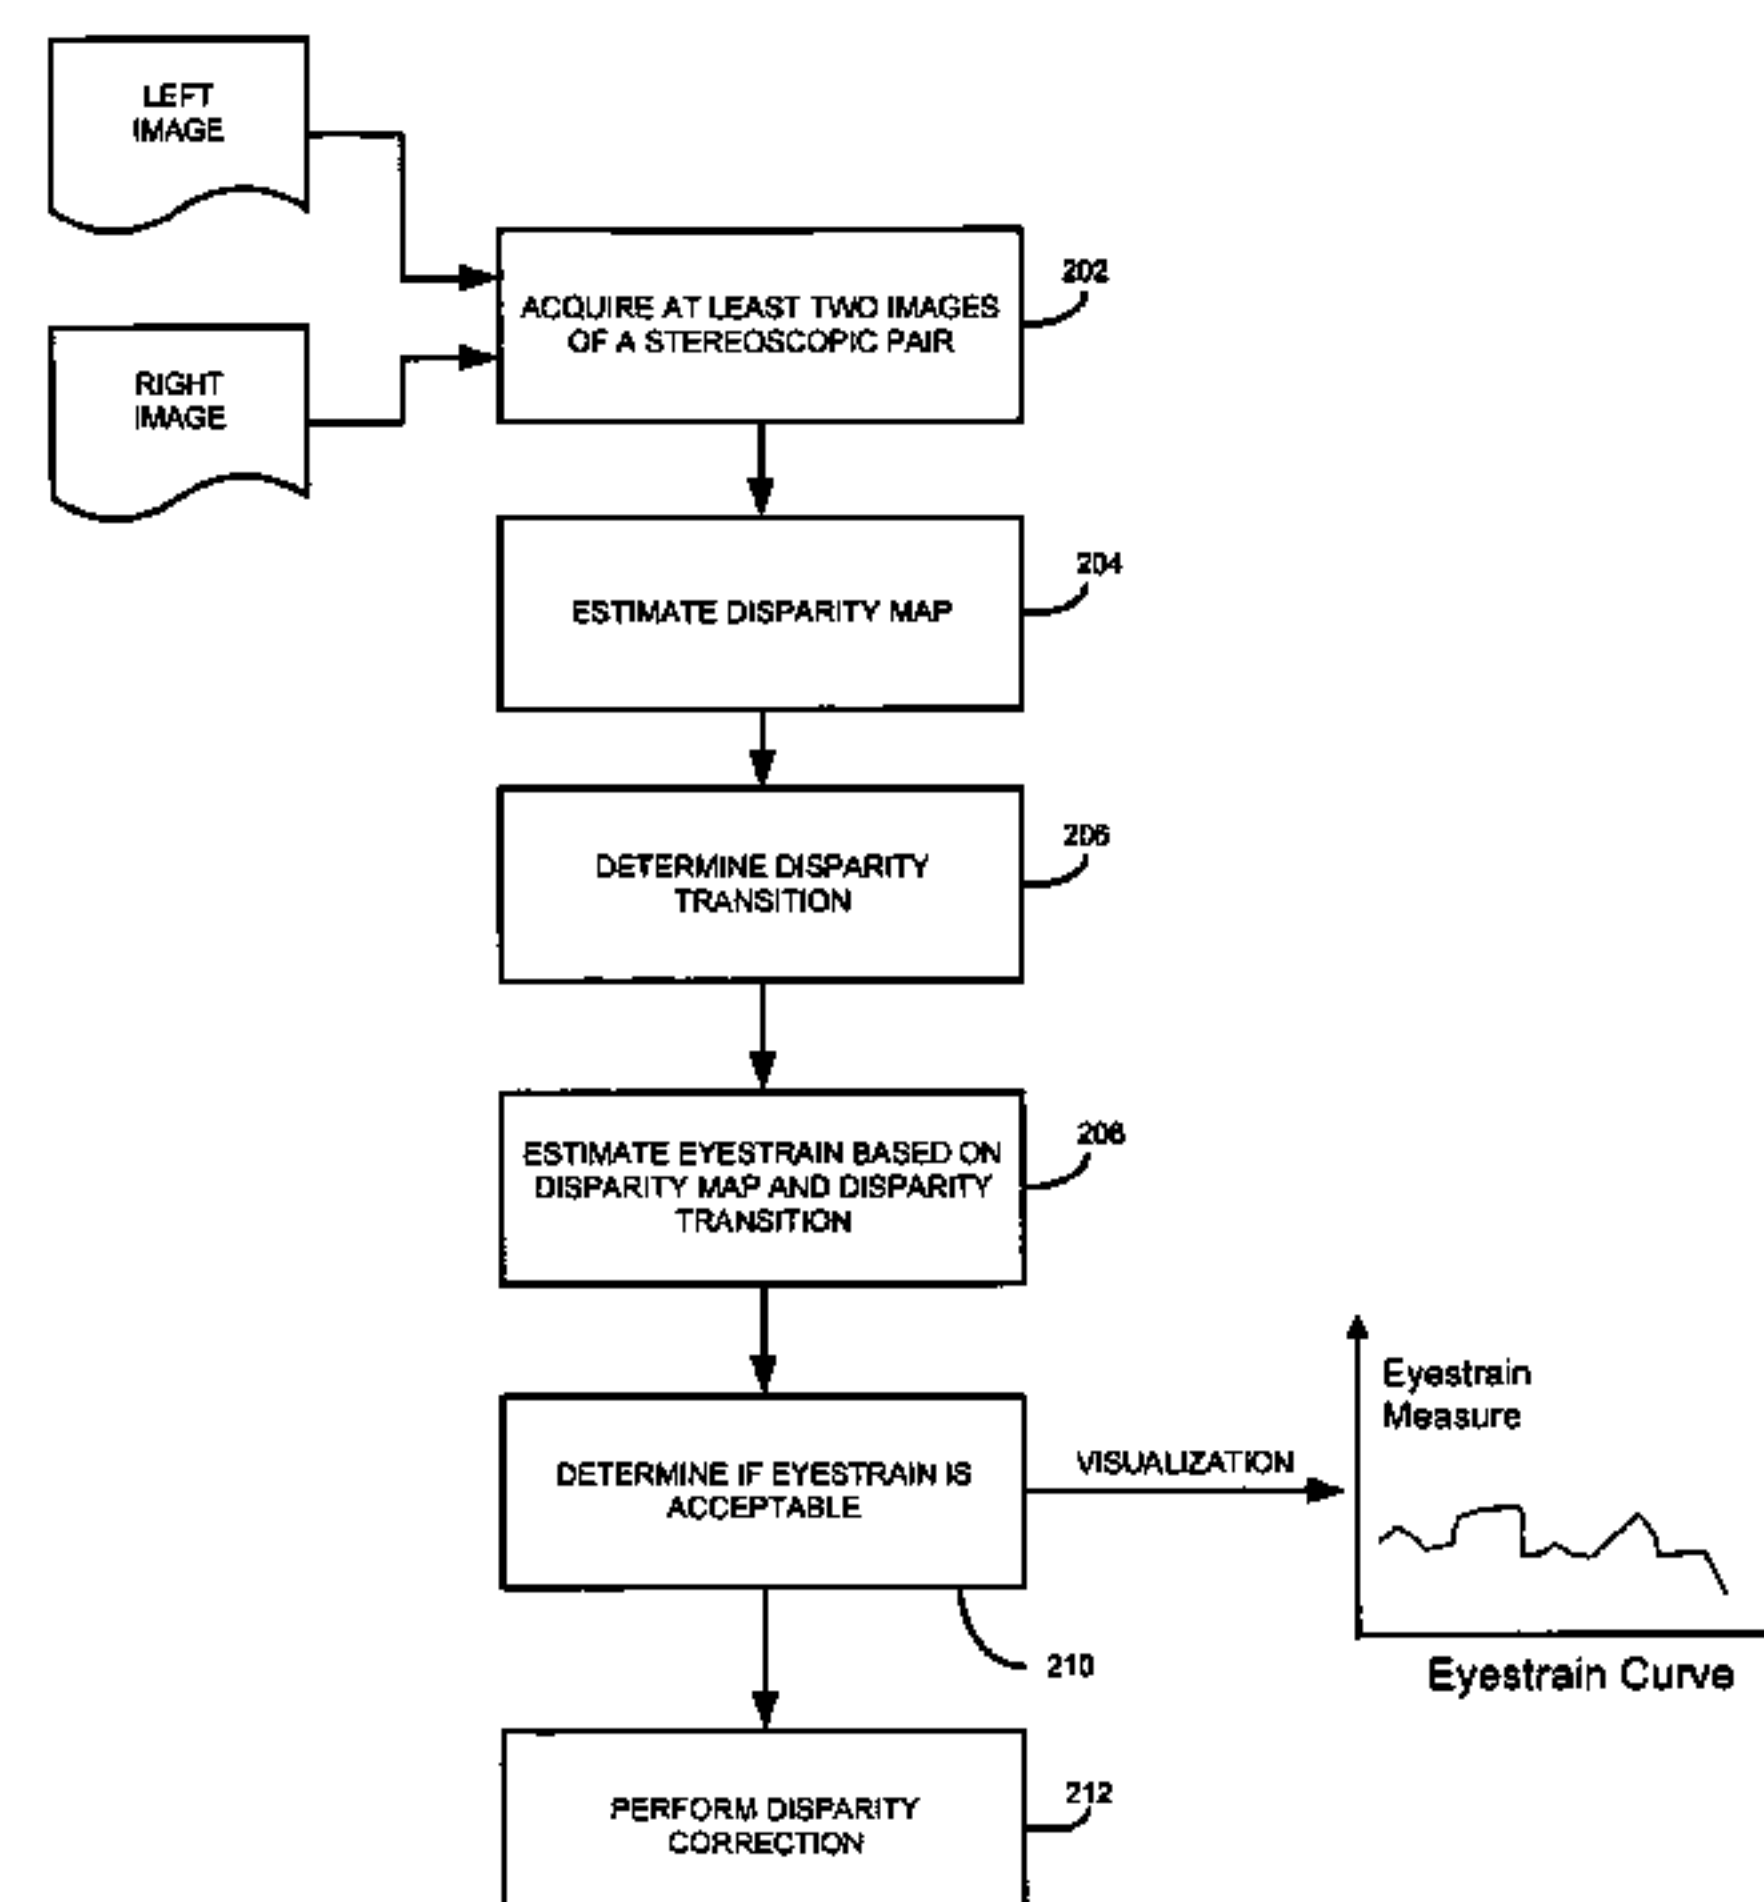 LEFT
IMAGE
RIGHT
IMAGE
ACQUIRE AT LEAST TWO IMAGES
OF A STEREOSCOPIC PAIR
202
ESTIMATE DISPARITY MAP
204
DETERMINE DISPARITY
TRANSITION
206
ESTIMATE EYESTRAIN BASED ON
DISPARITY MAP AND DISPARITY
TRANSITION
208
DETERMINE IF EYESTRAIN IS
ACCEPTABLE
210
VISUALIZATION
Eyestrain
Measure
Eyestrain Curve
PERFORM DISPARITY
CORRECTION
212